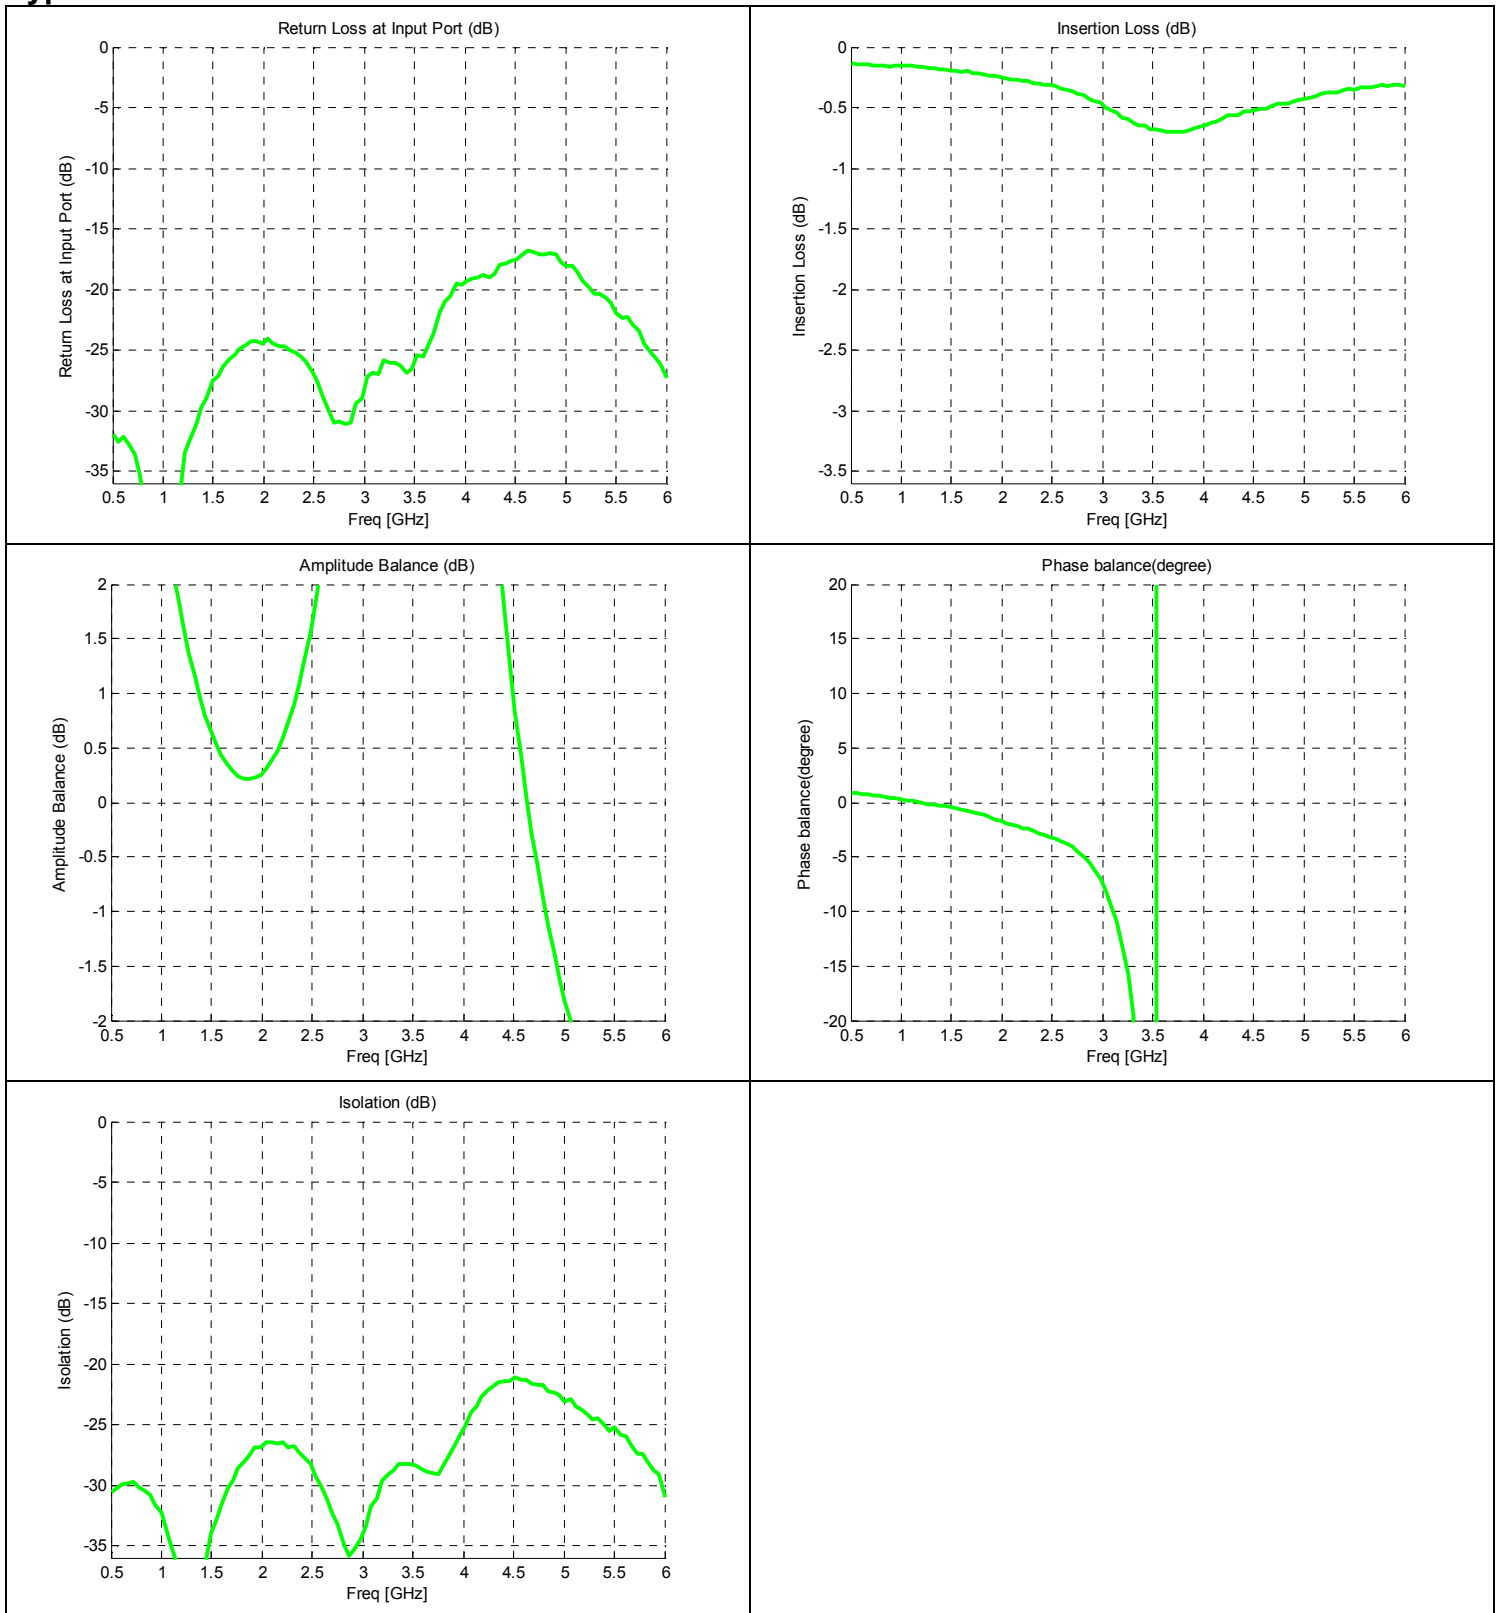 Return Loss at Input Port (dB)
0
-5
-10
-15
-20
-25
-30
-35
Return Loss at Input Port (dB)
0.5 1 1.5 2 2.5 3 3.5 4 4.5 5 5.5 6
Freq [GHz]
Insertion Loss (dB)
0
-0.5
-1
-1.5
-2
-2.5
-3
-3.5
Insertion Loss (dB)
0.5 1 1.5 2 2.5 3 3.5 4 4.5 5 5.5 6
Freq [GHz]
Amplitude Balance (dB)
2
1.5
1
0.5
0
-0.5
-1
-1.5
-2
Amplitude Balance (dB)
0.5 1 1.5 2 2.5 3 3.5 4 4.5 5 5.5 6
Freq [GHz]
Phase balance(degree)
20
15
10
5
0
-5
-10
-15
-20
Phase balance(degree)
0.5 1 1.5 2 2.5 3 3.5 4 4.5 5 5.5 6
Freq [GHz]
Isolation (dB)
0
-5
-10
-15
-20
-25
-30
-35
Isolation (dB)
0.5 1 1.5 2 2.5 3 3.5 4 4.5 5 5.5 6
Freq [GHz]